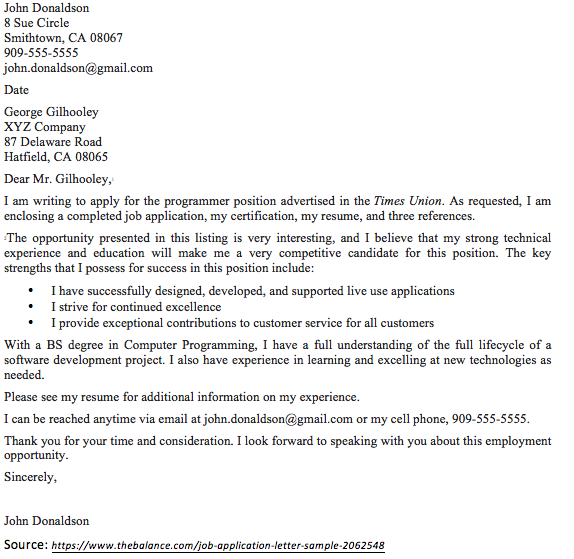 John Donaldson
8 Sue Circle
Smithtown, CA 08067
909-555-5555
john.donaldson@gmail.com
Date
George Gilhooley
XYZ Company
87 Delaware Road
Hatfield, CA 08065
Dear Mr. Gilhooley,
I am writing to apply for the programmer position advertised in the Times Union. As requested, I am
enclosing a completed job application, my certification, my resume, and three references.
The opportunity presented in this listing is very interesting, and I believe that my strong technical
experience and education will make me a very competitive candidate for this position. The key
strengths that I possess for success in this position include:
• I have successfully designed, developed, and supported live use applications
• I strive for continued excellence
• I provide exceptional contributions to customer service for all customers
With a BS degree in Computer Programming, I have a full understanding of the full lifecycle of a
software development project. I also have experience in learning and excelling at new technologies as
needed.
Please see my resume for additional information on my experience.
I can be reached anytime via email at john.donaldson@gmail.com or my cell phone, 909-555-5555.
Thank you for your time and consideration. I look forward to speaking with you about this employment
opportunity.
Sincerely,
John Donaldson
Source: https://www.thebalance.com/job-application-letter-sample-2062548